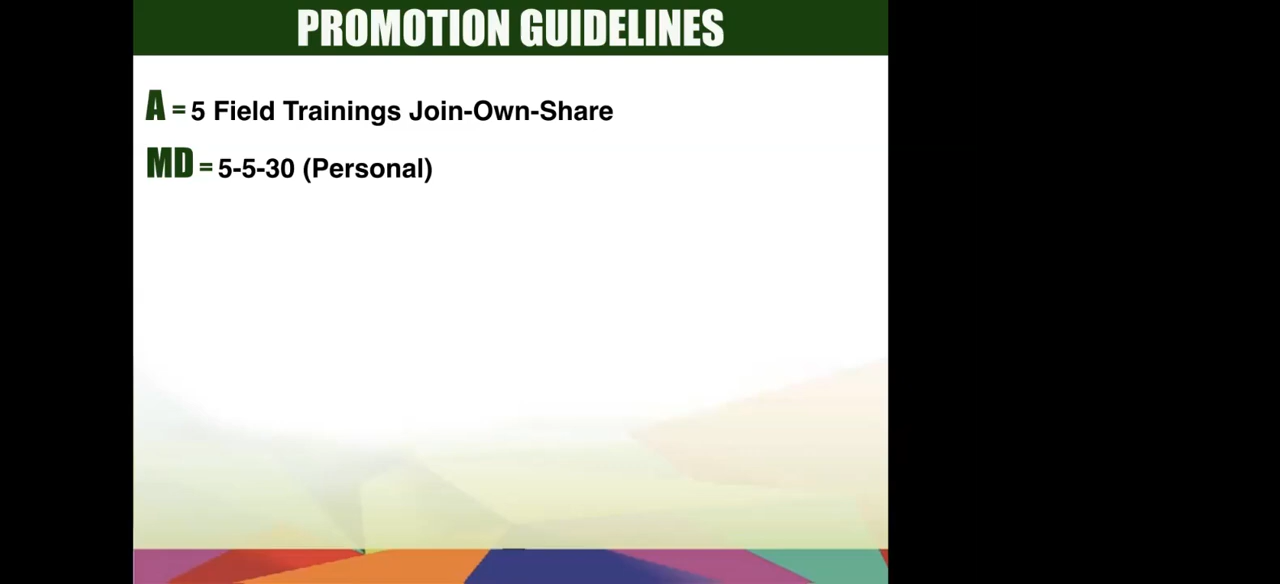 PROMOTION GUIDELINES
A = 5 Field Trainings Join-Own-Share
MD = 5-5-30 (Personal)